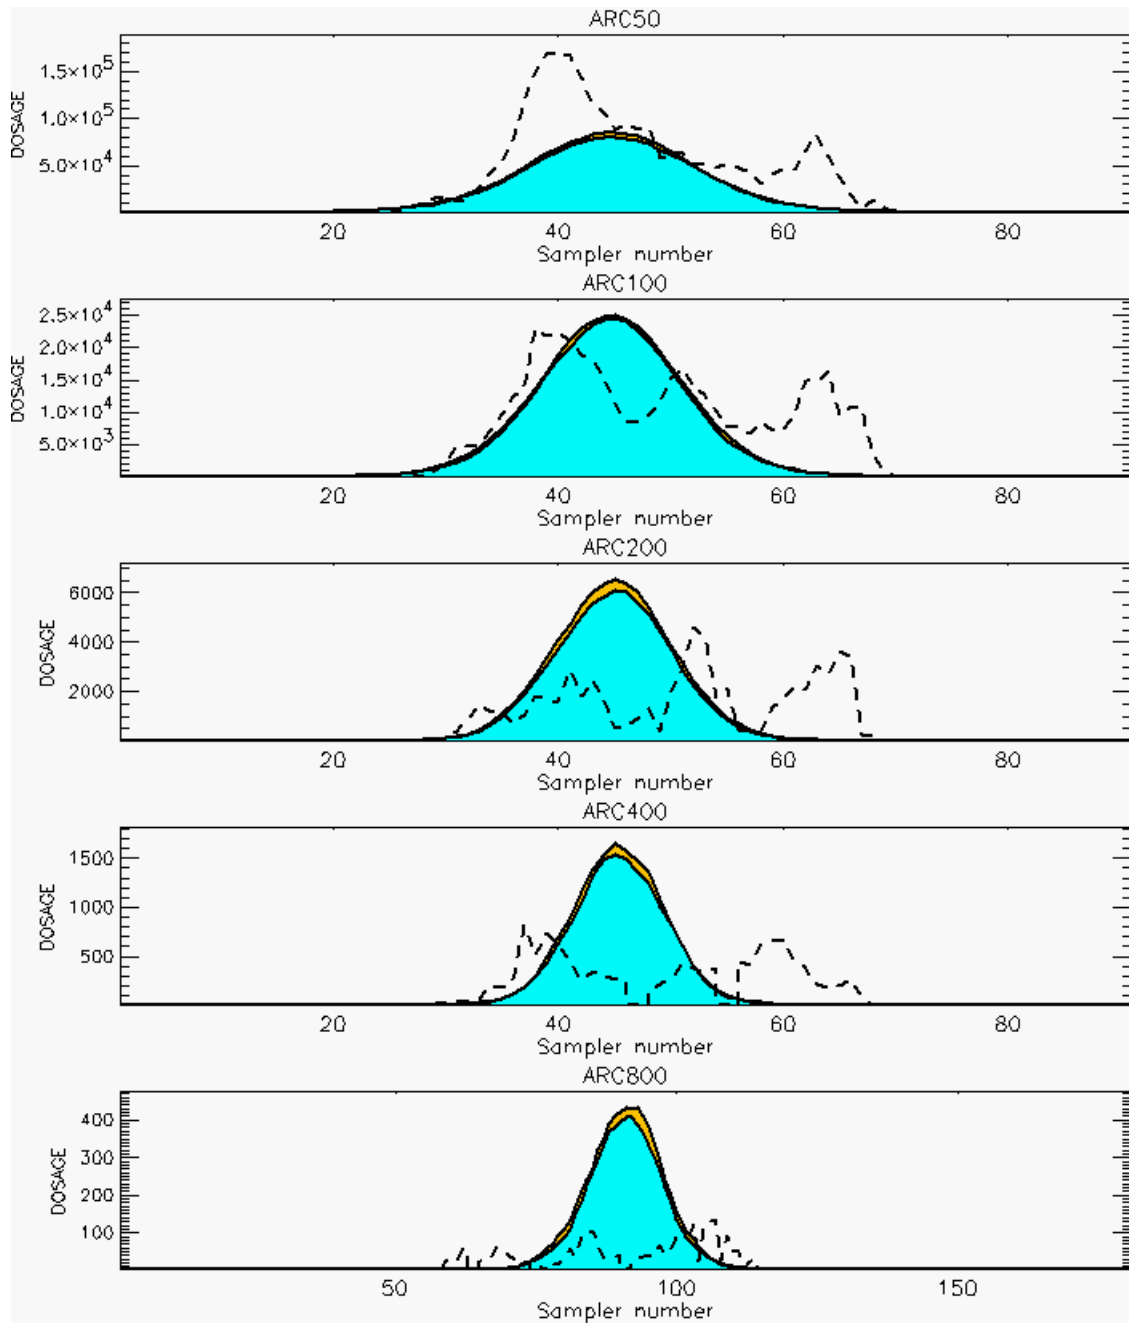 ARC50
1.5×10^5
1.0×10^5
5.0×10^4
DOSAGE
20 40 60 80
Sampler number
ARC100
2.5×10^4
2.0×10^4
1.5×10^4
1.0×10^4
5.0×10^3
DOSAGE
20 40 60 80
Sampler number
ARC200
6000
4000
2000
DOSAGE
20 40 60 80
Sampler number
ARC400
1500
1000
500
DOSAGE
20 40 60 80
Sampler number
ARC800
400
300
200
100
DOSAGE
50 100 150
Sampler number